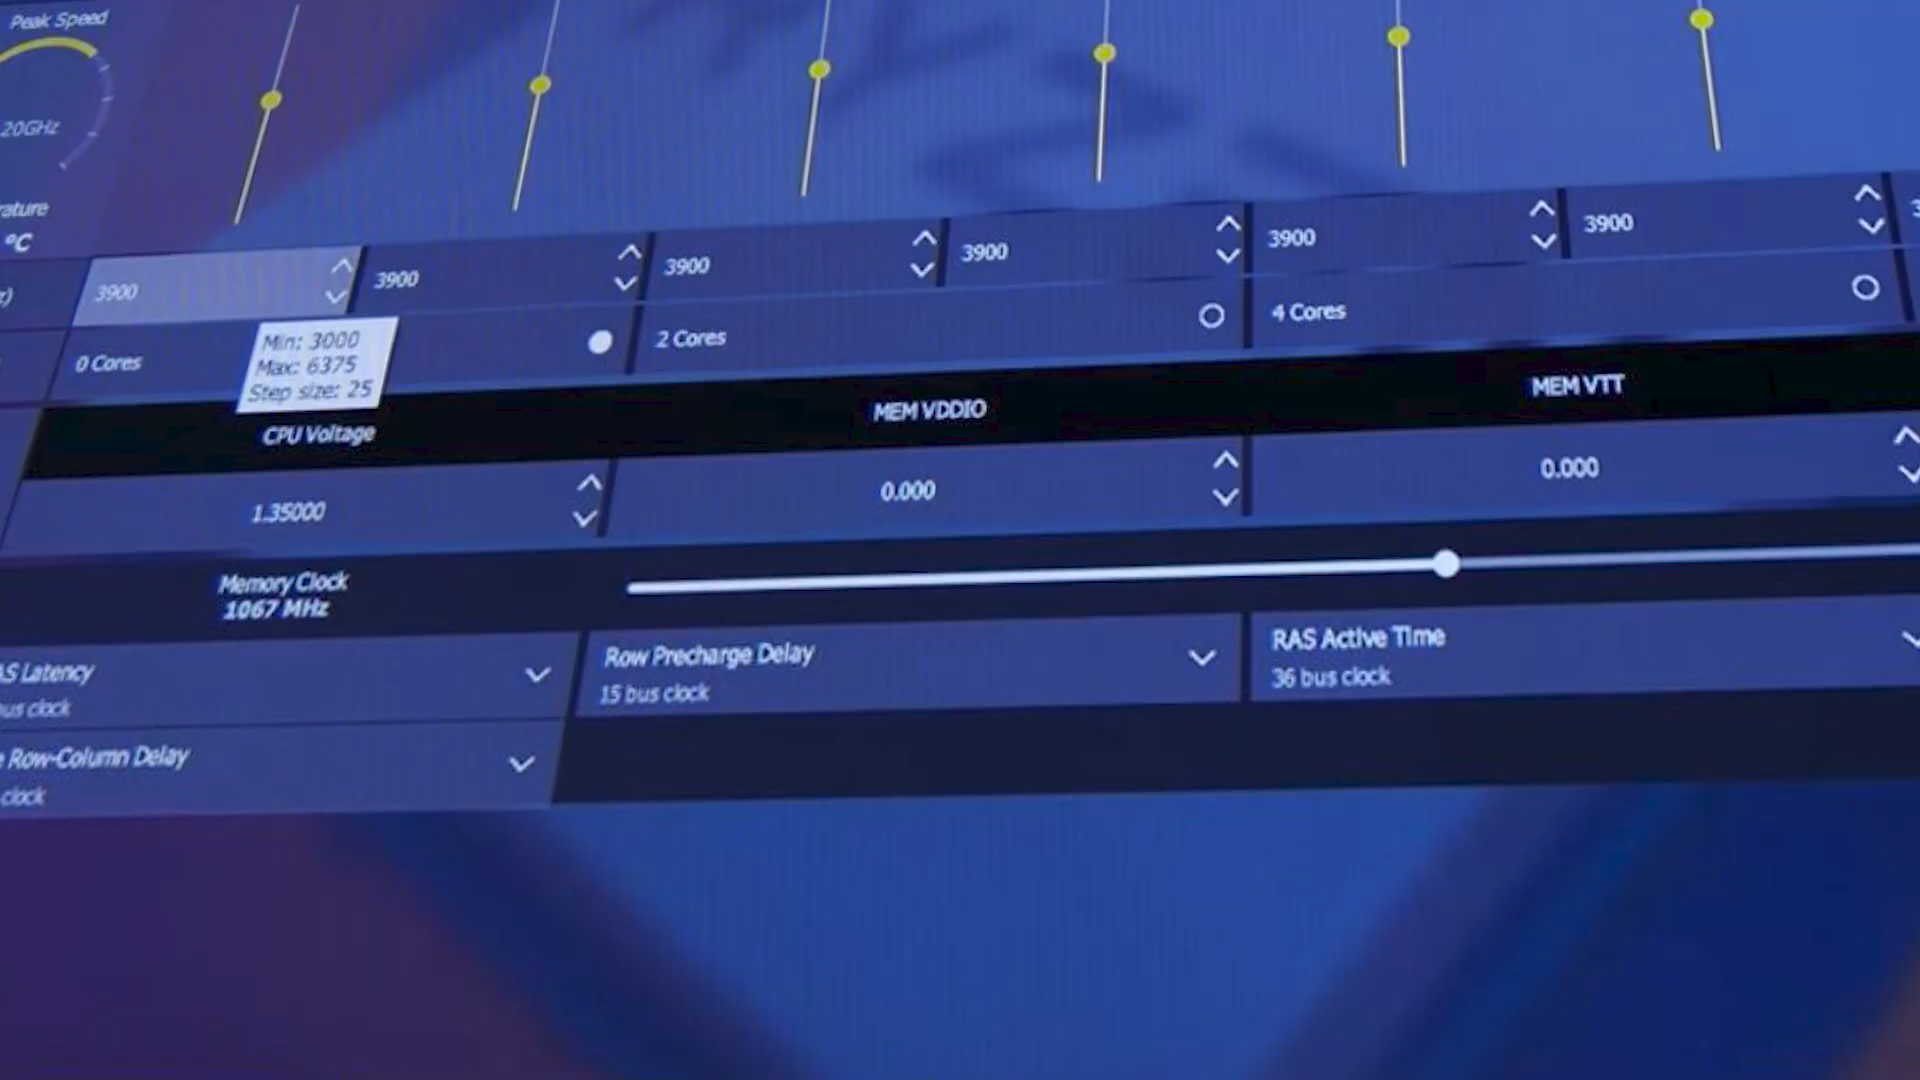 Peak Speed
20GHz
rature
°C
z)
3900 3900 3900 3900 3900 3900
0 Cores 2 Cores 4 Cores
Min: 3000
Max: 6375
Step size: 25
CPU Voltage MEM VDDIO MEM VTT
1.35000 0.000 0.000
Memory Clock
1067 MHz
AS Latency
us clock
Row Precharge Delay
15 bus clock
RAS Active Time
36 bus clock
e Row-Column Delay
clock